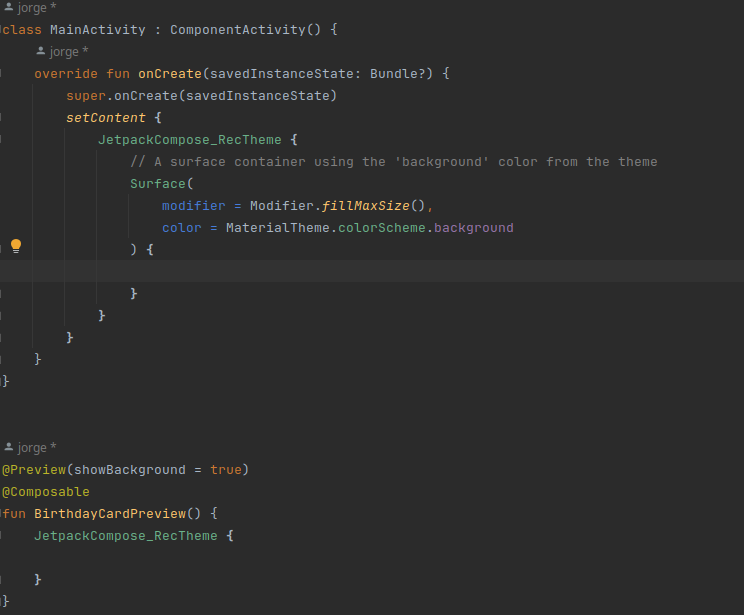 jorge *
class MainActivity : ComponentActivity() {
jorge *
override fun onCreate(savedInstanceState: Bundle?) {
super.onCreate(savedInstanceState)
setContent {
JetpackCompose_RecTheme {
// A surface container using the 'background' color from the theme
Surface(
modifier = Modifier.fillMaxSize(),
color = MaterialTheme.colorScheme.background
) {
}
}
}
}
}
jorge *
@Preview(showBackground = true)
@Composable
fun BirthdayCardPreview() {
JetpackCompose_RecTheme {
}
}